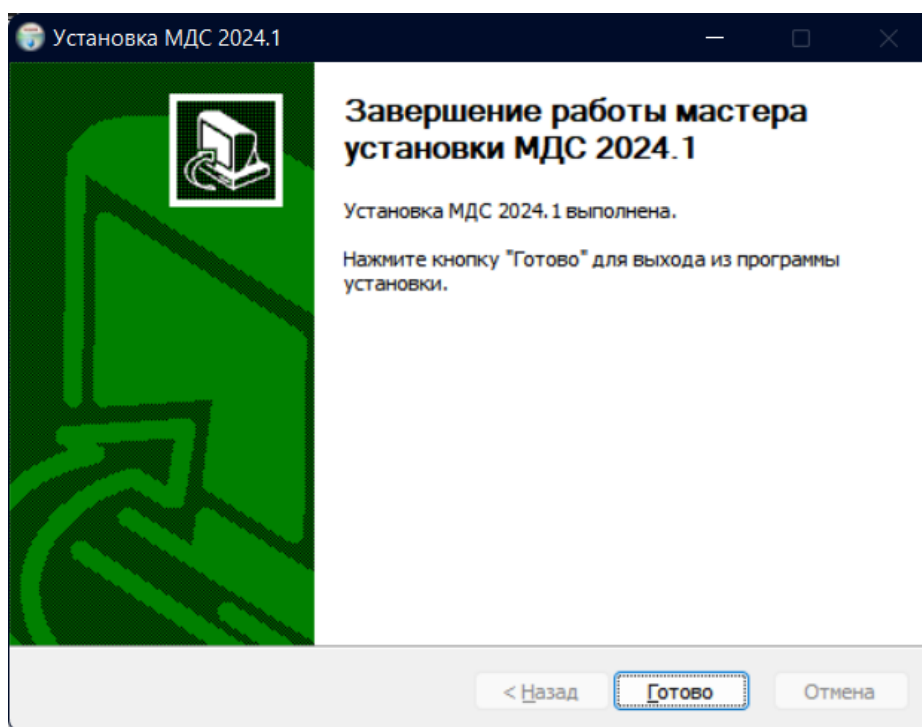 Установка МДС 2024.1
Завершение работы мастера
установки МДС 2024.1
Установка МДС 2024.1 выполнена.
Нажмите кнопку "Готово" для выхода из программы
установки.
< Назад
Готово
Отмена